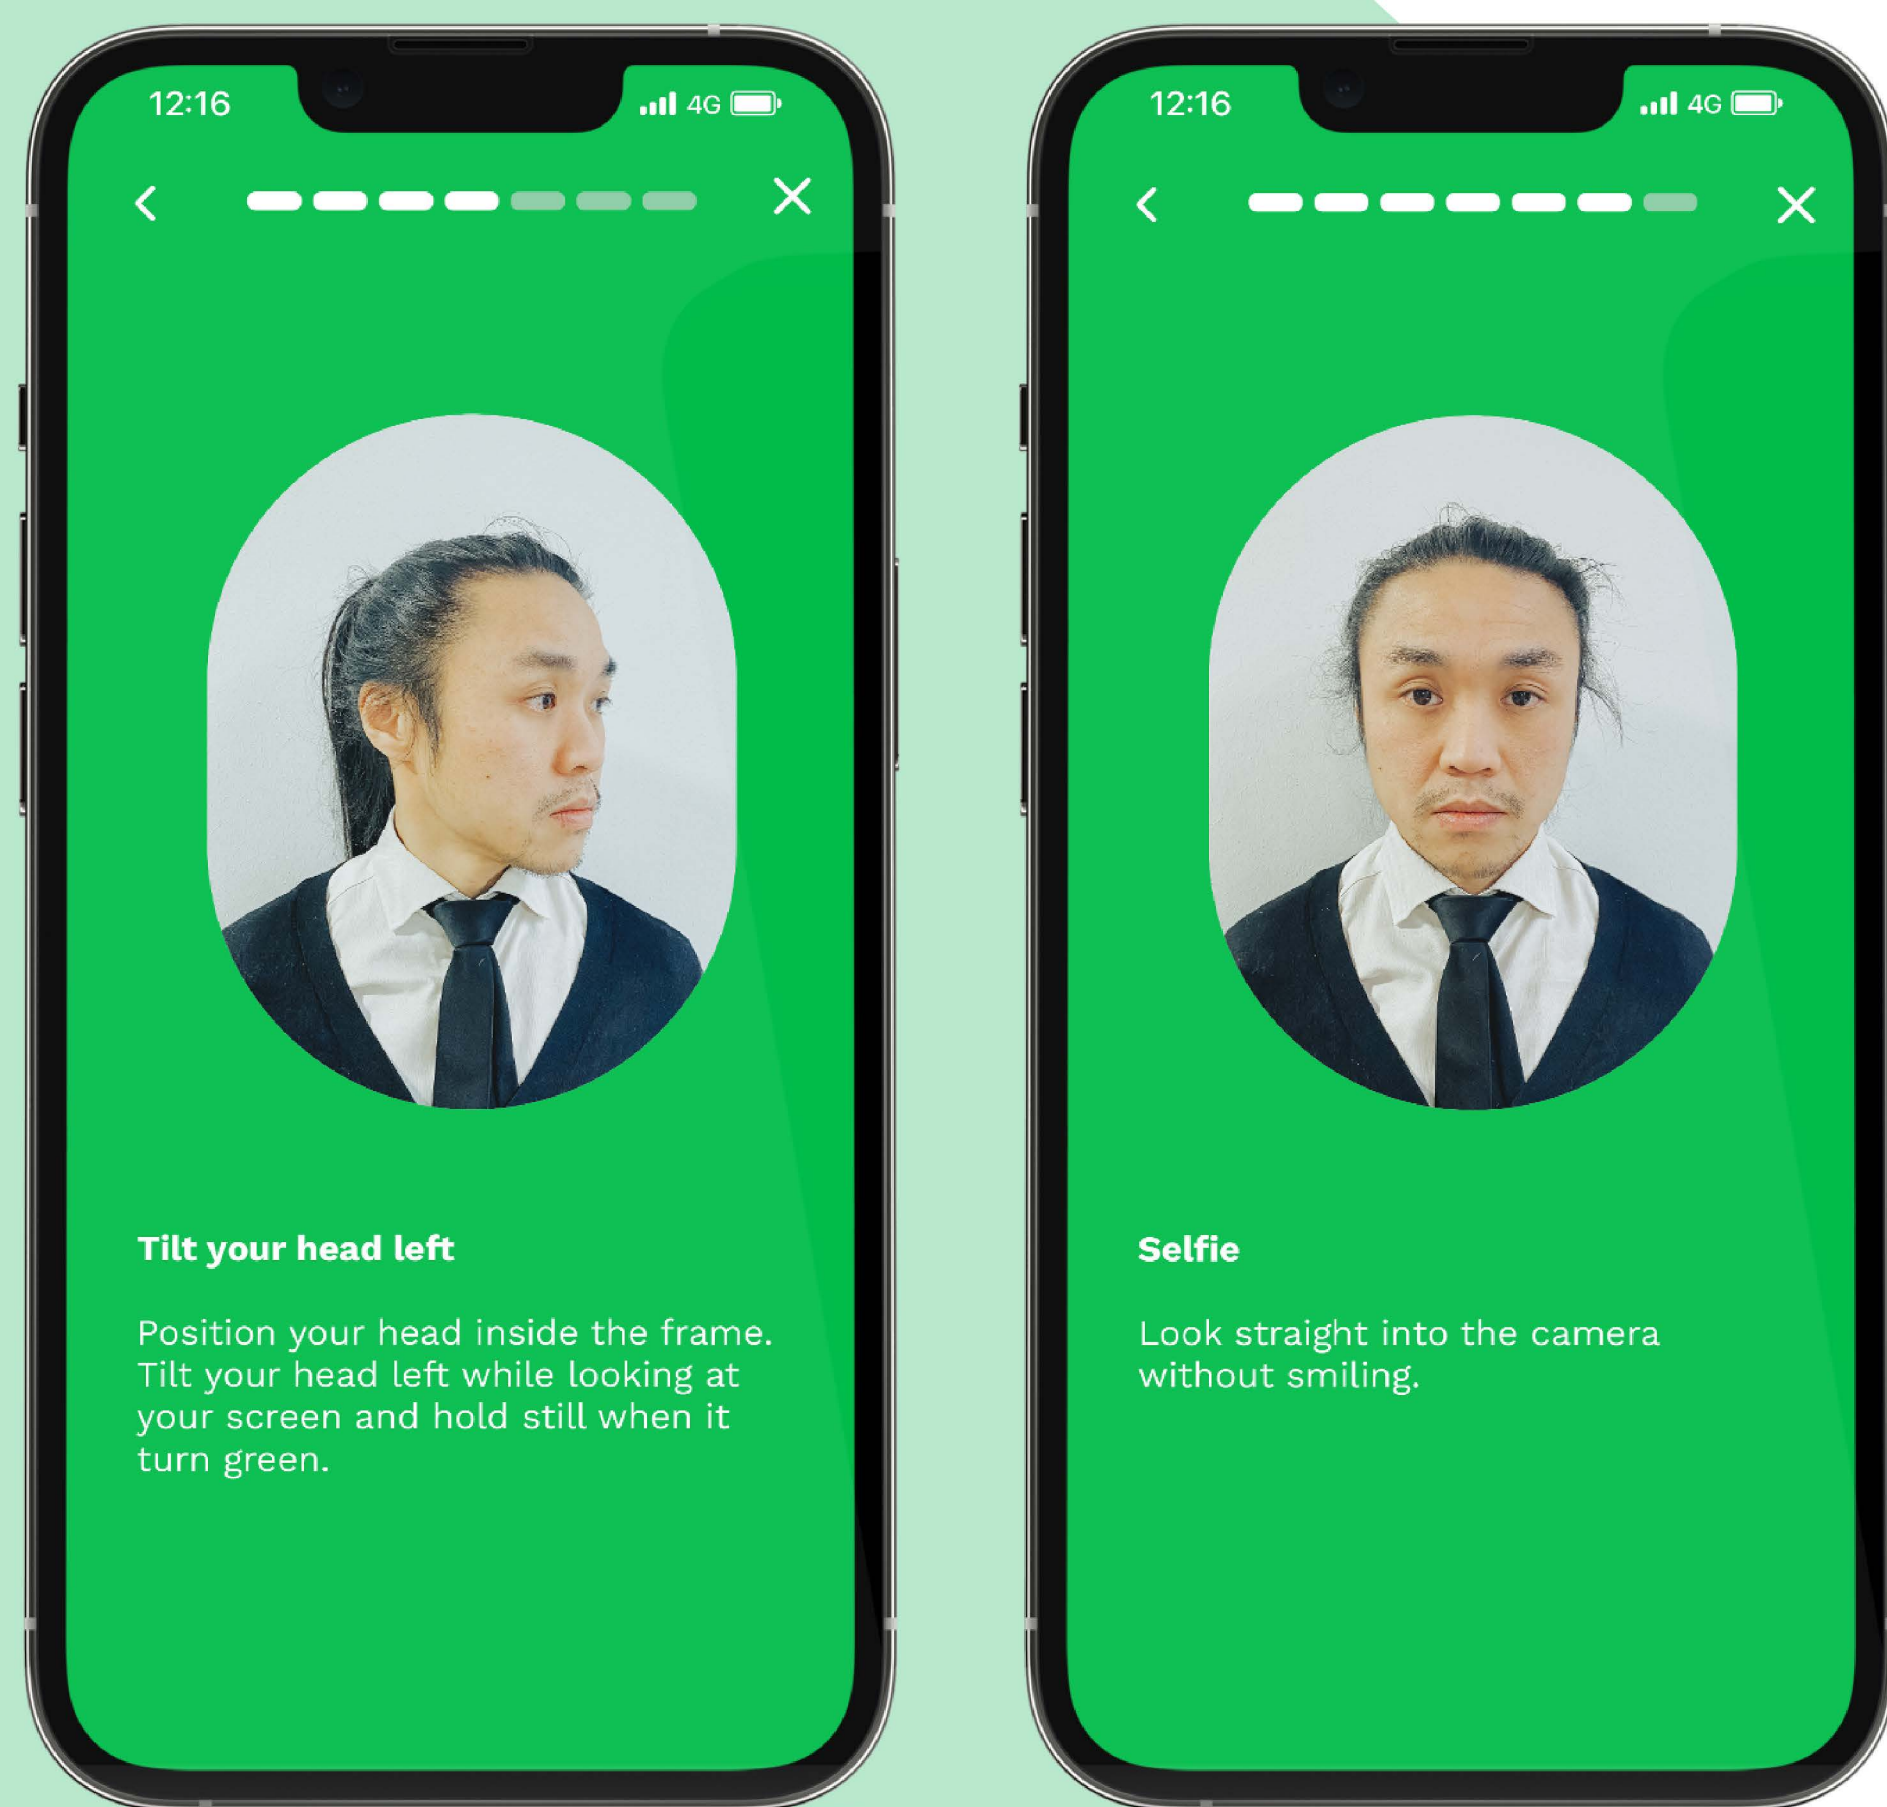 12:16
4G
Tilt your head left
Position your head inside the frame.
Tilt your head left while looking at
your screen and hold still when it
turn green.
12:16
4G
Selfie
Look straight into the camera
without smiling.